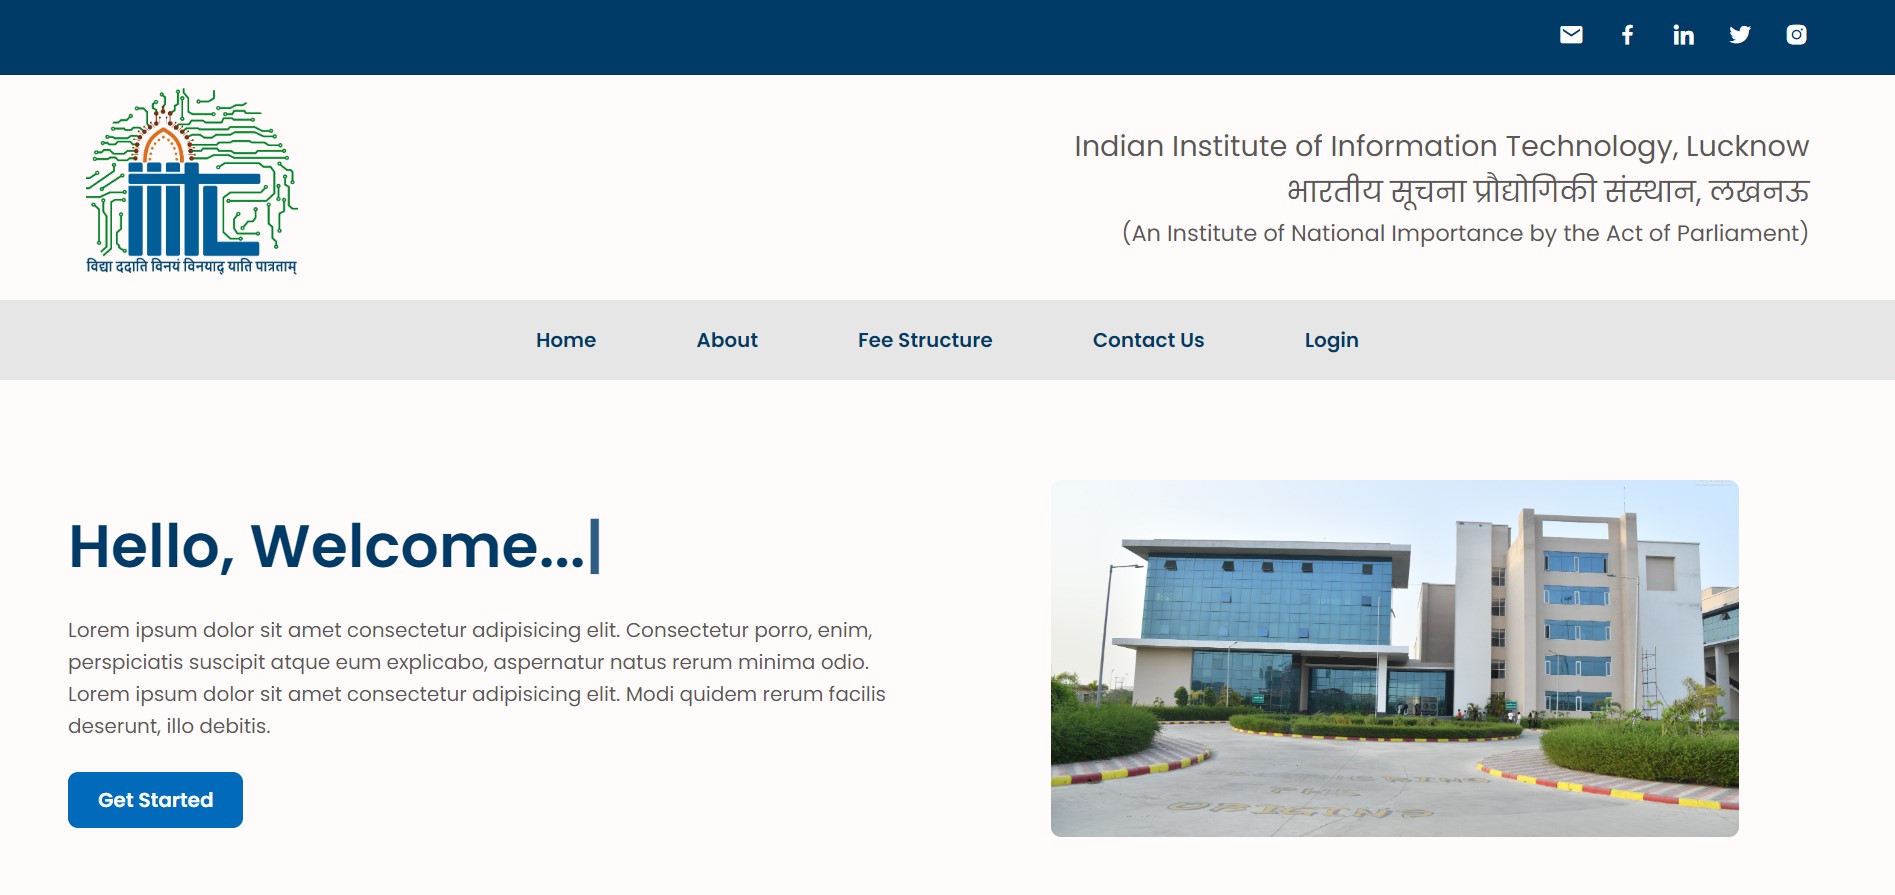 Indian Institute of Information Technology, Lucknow
भारतीय सूचना प्रौद्योगिकी संस्थान, लखनऊ
(An Institute of National Importance by the Act of Parliament)
iiitL
विद्या ददाति विनयं विनयाद् याति पात्रताम्
Home About Fee Structure Contact Us Login
Hello, Welcome...|
Lorem ipsum dolor sit amet consectetur adipisicing elit. Consectetur porro, enim,
perspiciatis suscipit atque eum explicabo, aspernatur natus rerum minima odio.
Lorem ipsum dolor sit amet consectetur adipisicing elit. Modi quidem rerum facilis
deserunt, illo debitis.
Get Started